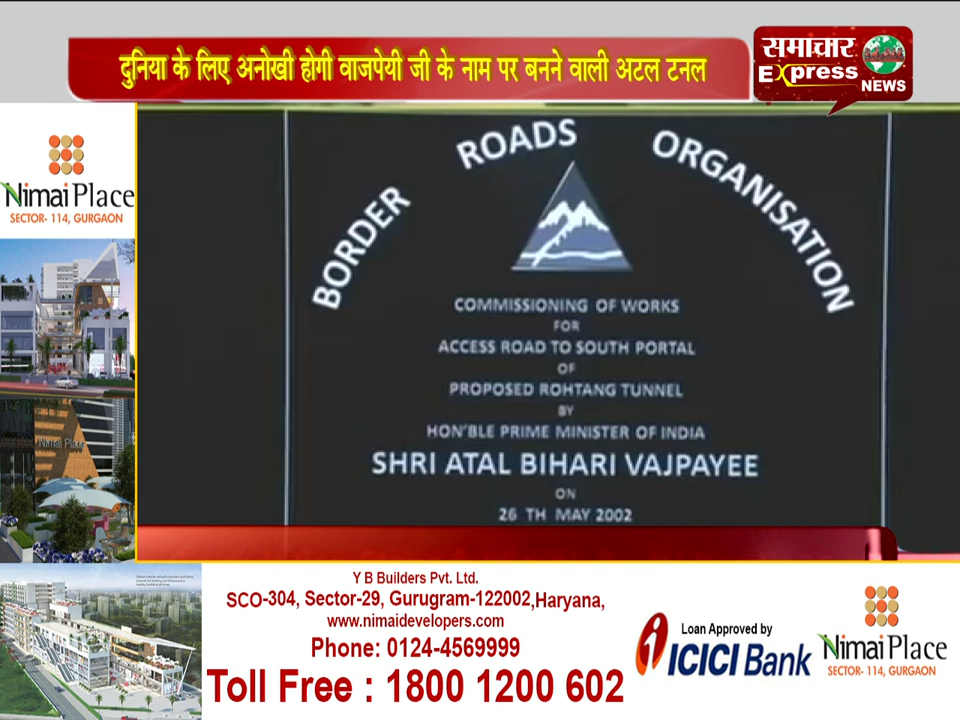 दुनिया के लिए अनोखी होगी वाजपेयी जी के नाम पर बनने वाली अटल टनल
समाचार
Express
NEWS
Nimai Place
SECTOR- 114, GURGAON
BORDER ROADS ORGANISATION
COMMISSIONING OF WORKS
FOR
ACCESS ROAD TO SOUTH PORTAL
OF
PROPOSED ROHTANG TUNNEL
BY
HON'BLE PRIME MINISTER OF INDIA
SHRI ATAL BIHARI VAJPAYEE
ON
26 TH MAY 2002
Nimai Place
Y B Builders Pvt. Ltd.
SCO-304, Sector-29, Gurugram-122002,Haryana,
www.nimaidevelopers.com
Phone: 0124-4569999
Toll Free : 1800 1200 602
Loan Approved by
ICICI Bank
Nimai Place
SECTOR- 114, GURGAON